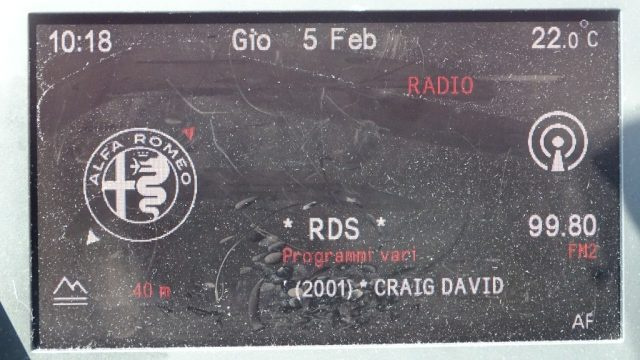 10:18 Gio 5 Feb 22.0°C
RADIO
ALFA ROMEO
* RDS * 99.80
Programmi vari FM2
40 m ' (2001) * CRAIG DAVID
AF